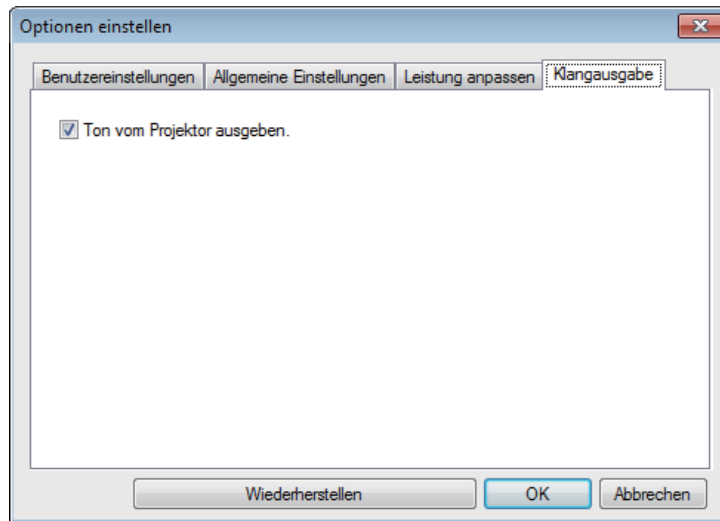 Optionen einstellen
Benutzereinstellungen Allgemeine Einstellungen Leistung anpassen Klangausgabe
Ton vom Projektor ausgeben.
Wiederherstellen OK Abbrechen